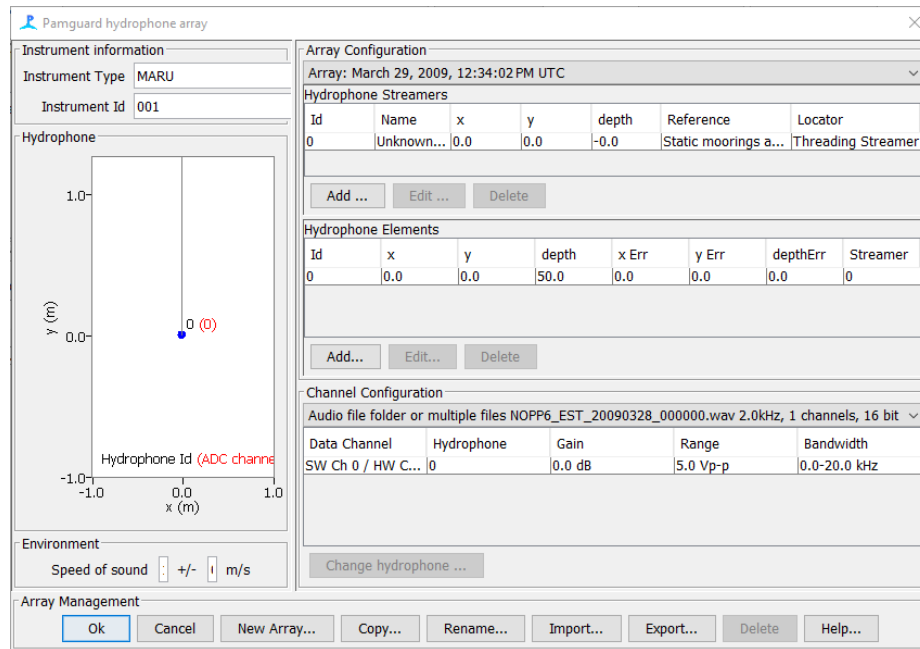 Pamguard hydrophone array
Instrument information
Instrument Type MARU
Instrument Id 001
Hydrophone
1.0
0 (0)
y (m)
0.0
Hydrophone Id (ADC channe
-1.0
-1.0 0.0 1.0
x (m)
Environment
Speed of sound +/- m/s
Array Configuration
Array: March 29, 2009, 12:34:02 PM UTC
Hydrophone Streamers
Id Name x y depth Reference Locator
0 Unknown... 0.0 0.0 -0.0 Static moorings a... Threading Streamer
Add ... Edit ... Delete
Hydrophone Elements
Id x y depth x Err y Err depthErr Streamer
0 0.0 0.0 50.0 0.0 0.0 0.0 0
Add... Edit... Delete
Channel Configuration
Audio file folder or multiple files NOPP6_EST_20090328_000000.wav 2.0kHz, 1 channels, 16 bit
Data Channel Hydrophone Gain Range Bandwidth
SW Ch 0 / HW C... 0 0.0 dB 5.0 Vp-p 0.0-20.0 kHz
Change hydrophone ...
Array Management
Ok Cancel New Array... Copy... Rename... Import... Export... Delete Help...